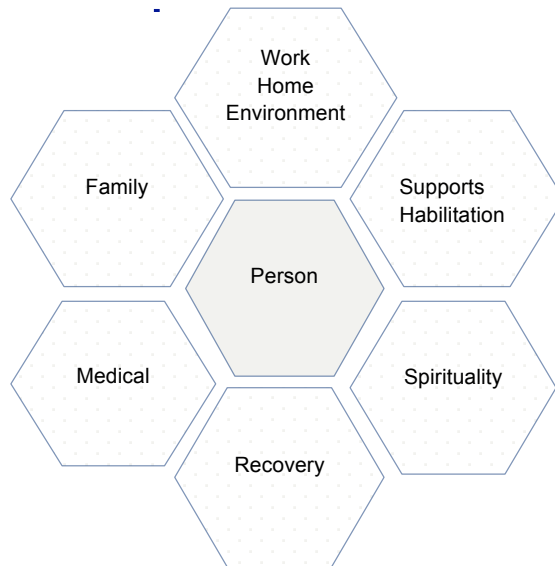 Work
Home
Environment
Family
Supports
Habilitation
Person
Medical
Spirituality
Recovery